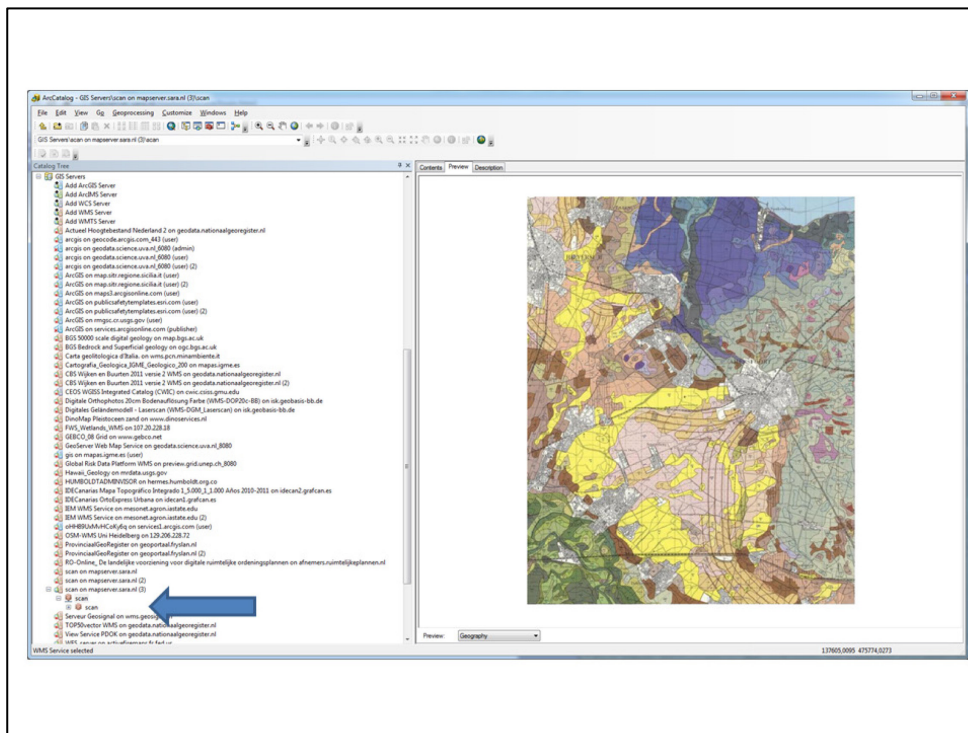 ArcCatalog - GIS Servers\scan on mapserver.sara.nl (3)\scan
File Edit View Go Geoprocessing Customize Windows Help
GIS Servers\scan on mapserver.sara.nl (3)\scan
Catalog Tree
Contents Preview Description
GIS Servers
Add ArcGIS Server
Add ArcIMS Server
Add WCS Server
Add WMS Server
Add WMTS Server
Actueel Hoogtebestand Nederland 2 on geodata.nationaalgeoregister.nl
arcgis on geocode.arcgis.com_443 (user)
arcgis on geodata.science.uva.nl_6080 (admin)
arcgis on geodata.science.uva.nl_6080 (user)
arcgis on geodata.science.uva.nl_6080 (user) (2)
ArcGIS on map.sitr.regione.sicilia.it (user)
ArcGIS on map.sitr.regione.sicilia.it (user) (2)
ArcGIS on maps3.arcgisonline.com (user)
ArcGIS on publicsafetytemplates.esri.com (user)
ArcGIS on publicsafetytemplates.esri.com (user) (2)
ArcGIS on rmgsc.cr.usgs.gov (user)
ArcGIS on services.arcgisonline.com (publisher)
BGS 50000 scale digital geology on map.bgs.ac.uk
BGS Bedrock and Superficial geology on ogc.bgs.ac.uk
Carta geolitologica d'Italia. on wms.pcn.minambiente.it
Cartografia_Geologica_IGME_Geologico_200 on mapas.igme.es
CBS Wijken en Buurten 2011 versie 2 WMS on geodata.nationaalgeoregister.nl
CBS Wijken en Buurten 2011 versie 2 WMS on geodata.nationaalgeoregister.nl (2)
CEOS WGISS Integrated Catalog (CWIC) on cwic.csiss.gmu.edu
Digitale Orthophotos 20cm Bodenauflösung Farbe (WMS-DOP20c-BB) on isk.geobasis-bb.de
Digitales Geländemodell - Laserscan (WMS-DGM_Laserscan) on isk.geobasis-bb.de
DinoMap Pleistoceen zand on www.dinoservices.nl
FWS_Wetlands_WMS on 107.20.228.18
GEBCO_08 Grid on www.gebco.net
GeoServer Web Map Service on geodata.science.uva.nl_8080
gis on mapas.igme.es (user)
Global Risk Data Platform WMS on preview.grid.unep.ch_8080
Hawaii_Geology on mrdata.usgs.gov
HUMBOLDTADMINVISOR on hermes.humboldt.org.co
IDECanarias Mapa Topográfico Integrado 1_5.000_1_1.000 Años 2010-2011 on idecan2.grafcan.es
IDECanarias OrtoExpress Urbana on idecan1.grafcan.es
IEM WMS Service on mesonet.agron.iastate.edu
IEM WMS Service on mesonet.agron.iastate.edu (2)
oHHB9UxMvHCoKy6q on services1.arcgis.com (user)
OSM-WMS Uni Heidelberg on 129.206.228.72
ProvinciaalGeoRegister on geoportaal.fryslan.nl
ProvinciaalGeoRegister on geoportaal.fryslan.nl (2)
RO-Online_ De landelijke voorziening voor digitale ruimtelijke ordeningsplannen on afnemers.ruimtelijkeplannen.nl
scan on mapserver.sara.nl
scan on mapserver.sara.nl (2)
scan on mapserver.sara.nl (3)
scan
scan
Serveur Geosignal on wms.geosig
TOP50vector WMS on geodata.nationaalgeoregister.nl
View Service PDOK on geodata.nationaalgeoregister.nl
Preview: Geography
WMS Service selected
137605,0095 475774,0273